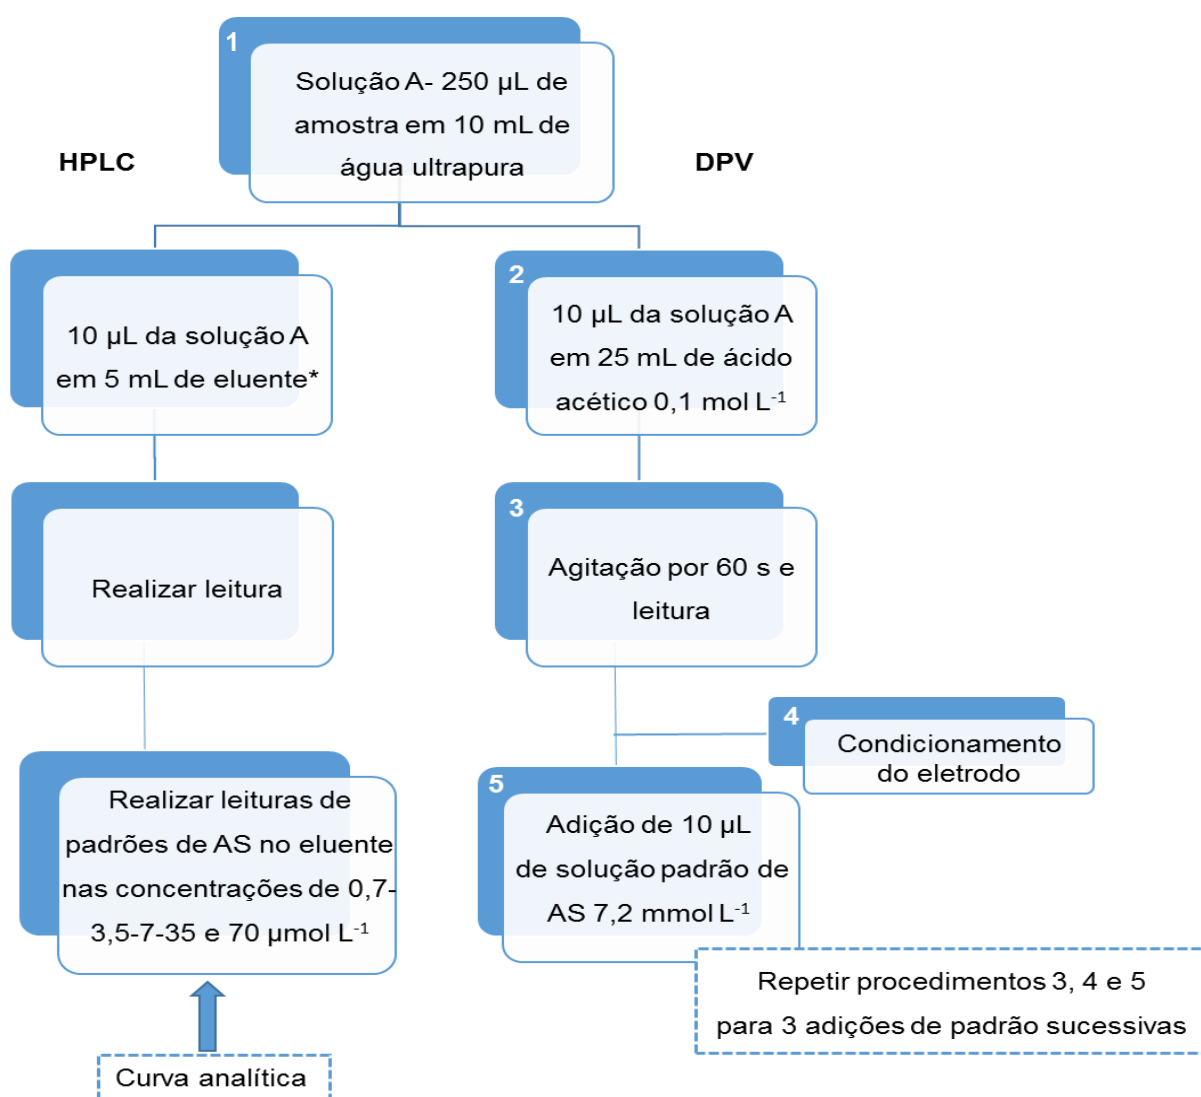 1
Solução A- 250 µL de
amostra em 10 mL de
água ultrapura
HPLC
DPV
10 µL da solução A
em 5 mL de eluente*
2
10 µL da solução A
em 25 mL de ácido
acético 0,1 mol L⁻¹
Realizar leitura
3
Agitação por 60 s e
leitura
4
Condicionamento
do eletrodo
Realizar leituras de
padrões de AS no eluente
nas concentrações de 0,7-
3,5-7-35 e 70 µmol L⁻¹
5
Adição de 10 µL
de solução padrão de
AS 7,2 mmol L⁻¹
Repetir procedimentos 3, 4 e 5
para 3 adições de padrão sucessivas
Curva analítica